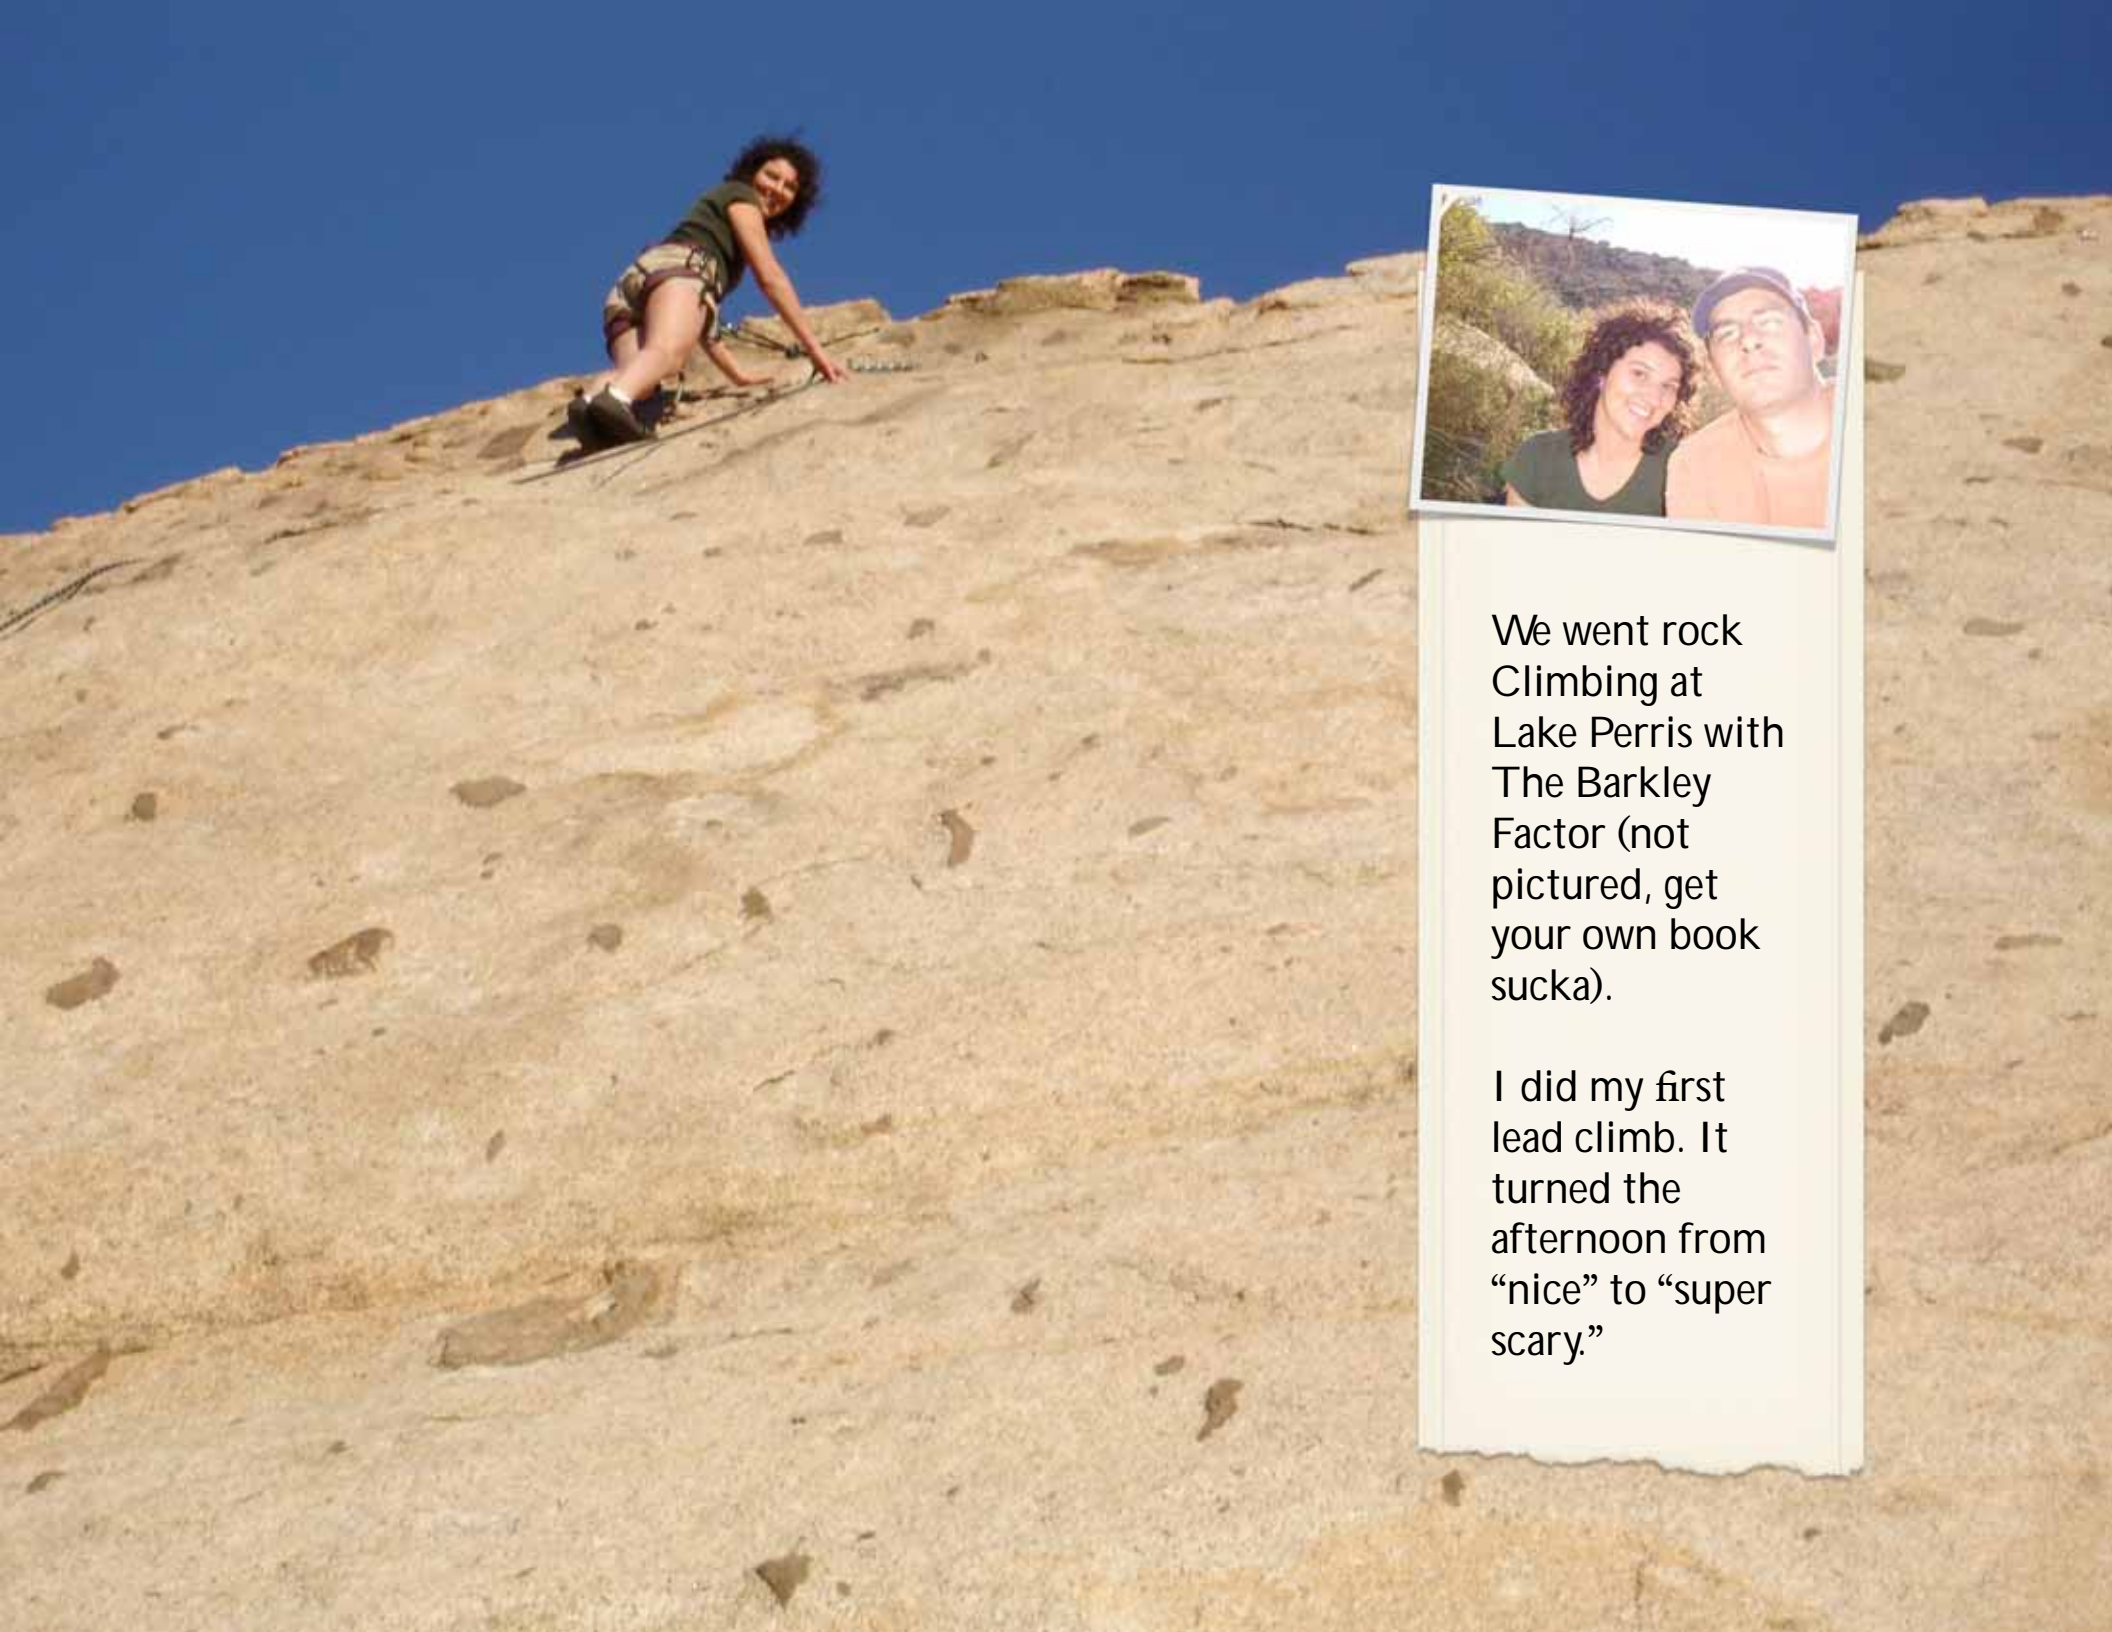 We went rock
Climbing at
Lake Perris with
The Barkley
Factor (not
pictured, get
your own book
sucka).
I did my first
lead climb. It
turned the
afternoon from
“nice” to “super
scary.”